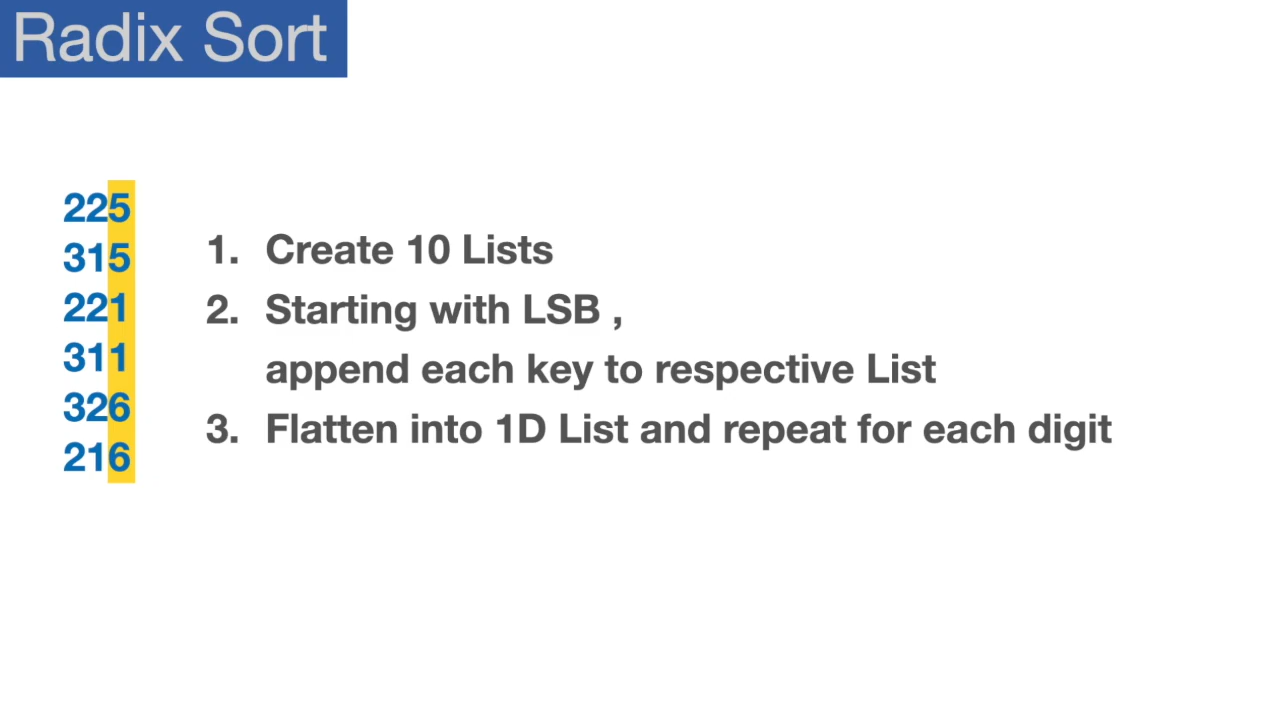 Radix Sort
225
315
221
311
326
216
1. Create 10 Lists
2. Starting with LSB ,
append each key to respective List
3. Flatten into 1D List and repeat for each digit